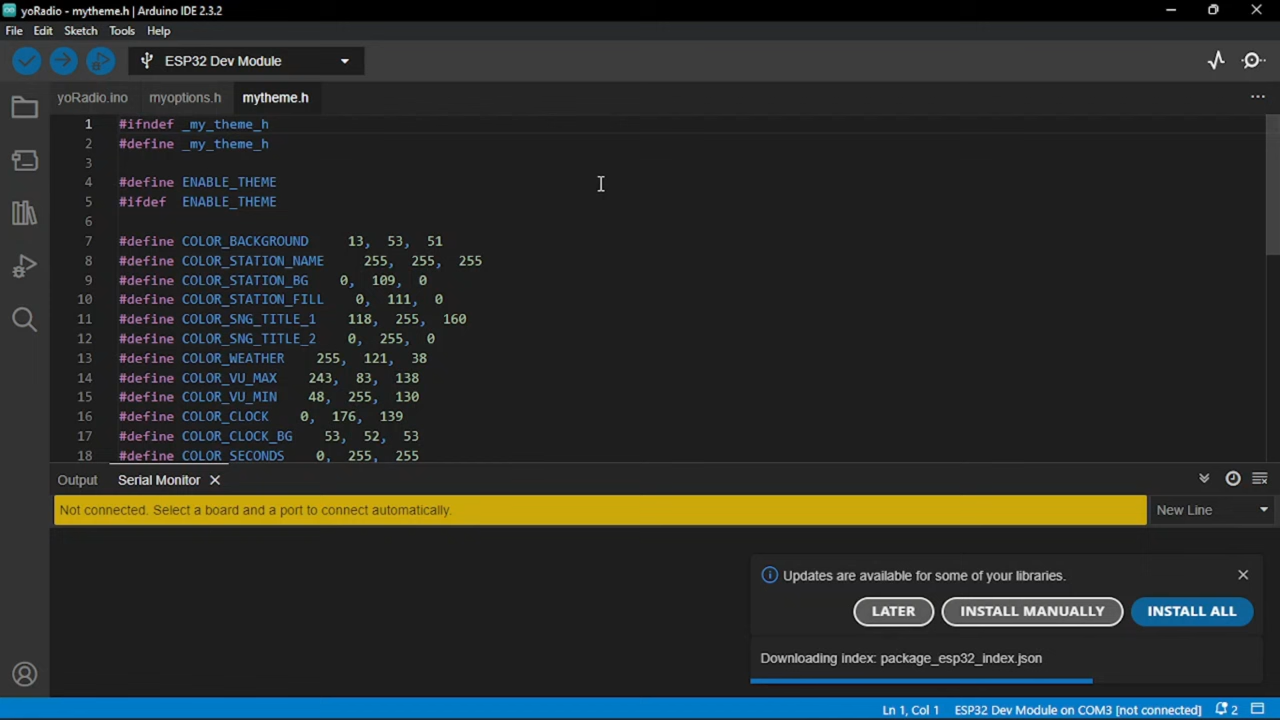 yoRadio - mytheme.h | Arduino IDE 2.3.2
File Edit Sketch Tools Help
ESP32 Dev Module
yoRadio.ino myoptions.h mytheme.h
1 #ifndef _my_theme_h
2 #define _my_theme_h
3
4 #define ENABLE_THEME
5 #ifdef ENABLE_THEME
6
7 #define COLOR_BACKGROUND 13, 53, 51
8 #define COLOR_STATION_NAME 255, 255, 255
9 #define COLOR_STATION_BG 0, 109, 0
10 #define COLOR_STATION_FILL 0, 111, 0
11 #define COLOR_SNG_TITLE_1 118, 255, 160
12 #define COLOR_SNG_TITLE_2 0, 255, 0
13 #define COLOR_WEATHER 255, 121, 38
14 #define COLOR_VU_MAX 243, 83, 138
15 #define COLOR_VU_MIN 48, 255, 130
16 #define COLOR_CLOCK 0, 176, 139
17 #define COLOR_CLOCK_BG 53, 52, 53
18 #define COLOR_SECONDS 0, 255, 255
Output Serial Monitor
Not connected. Select a board and a port to connect automatically.
New Line
Updates are available for some of your libraries.
LATER INSTALL MANUALLY INSTALL ALL
Downloading index: package_esp32_index.json
Ln 1, Col 1 ESP32 Dev Module on COM3 [not connected] 2